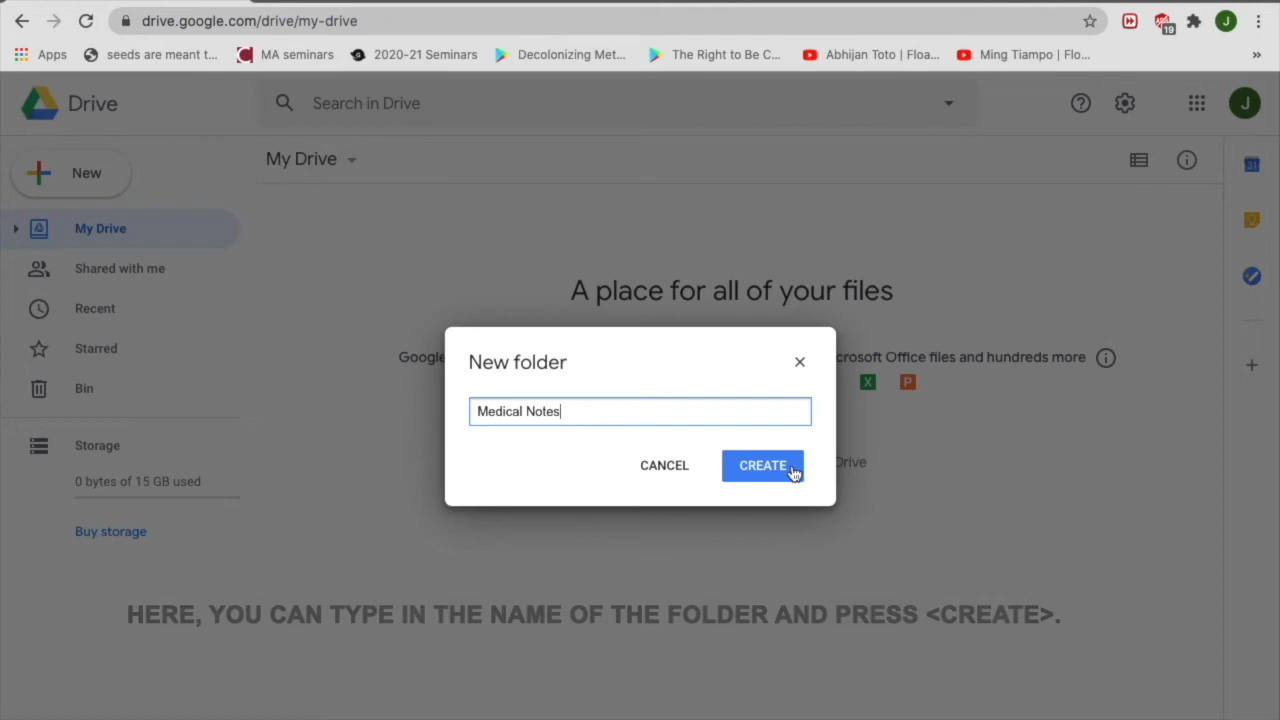 drive.google.com/drive/my-drive
19
J
Apps
seeds are meant t...
MA seminars
2020-21 Seminars
Decolonizing Met...
The Right to Be C...
Abhijan Toto | Floa...
Ming Tiampo | Flo...
»
Drive
Search in Drive
J
New
My Drive
31
My Drive
Shared with me
Recent
Starred
Bin
Storage
0 bytes of 15 GB used
Buy storage
A place for all of your files
Google
crosoft Office files and hundreds more
X
P
New folder
Medical Notes
CANCEL
CREATE
Drive
HERE, YOU CAN TYPE IN THE NAME OF THE FOLDER AND PRESS <CREATE>.